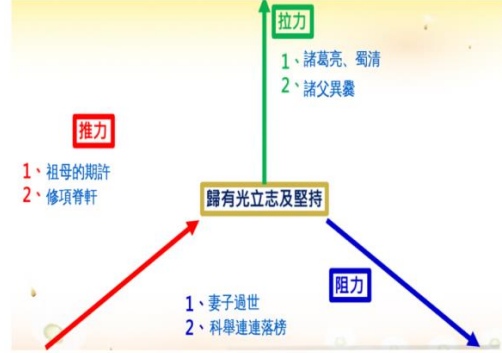 拉力
1、諸葛亮、蜀清
2、諸父異爨
推力
1、祖母的期許
2、修項脊軒
歸有光立志及堅持
阻力
1、妻子過世
2、科舉連連落榜